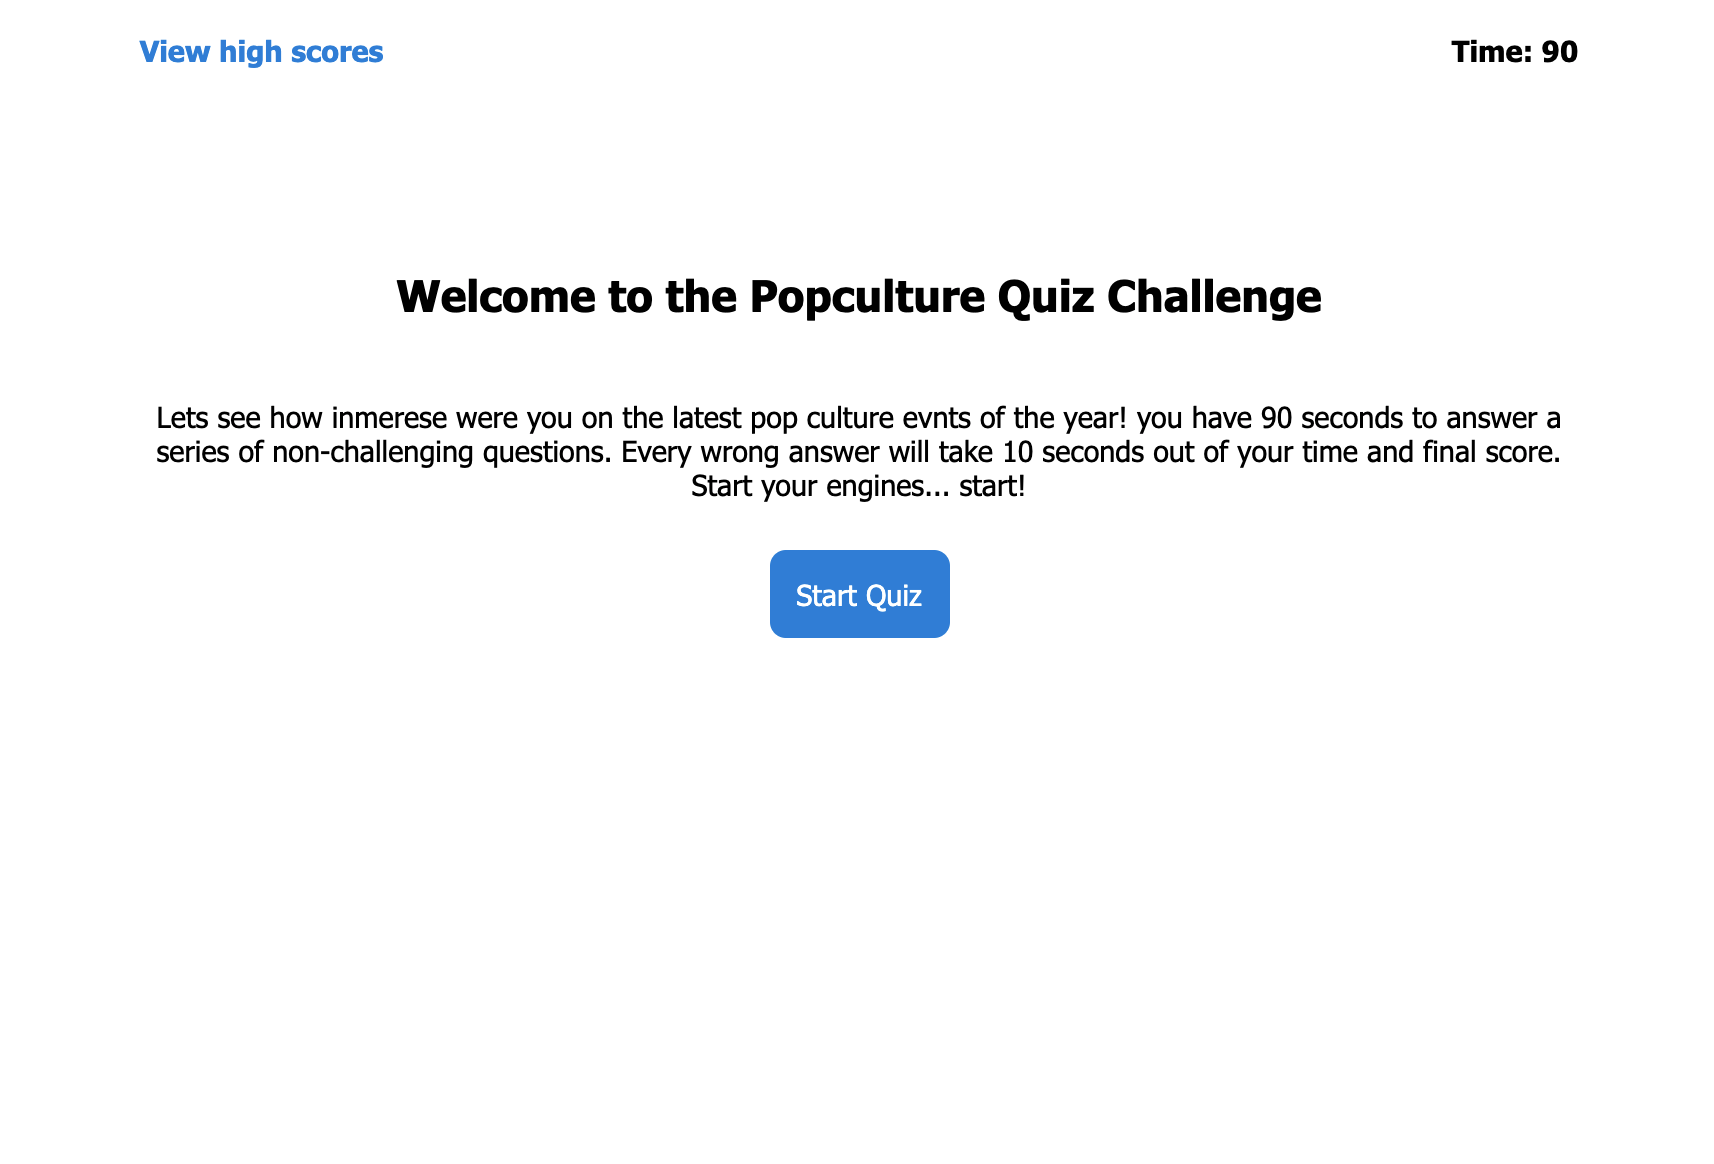 View high scores
Time: 90
Welcome to the Popculture Quiz Challenge
Lets see how inmerese were you on the latest pop culture evnts of the year! you have 90 seconds to answer a
series of non-challenging questions. Every wrong answer will take 10 seconds out of your time and final score.
Start your engines... start!
Start Quiz